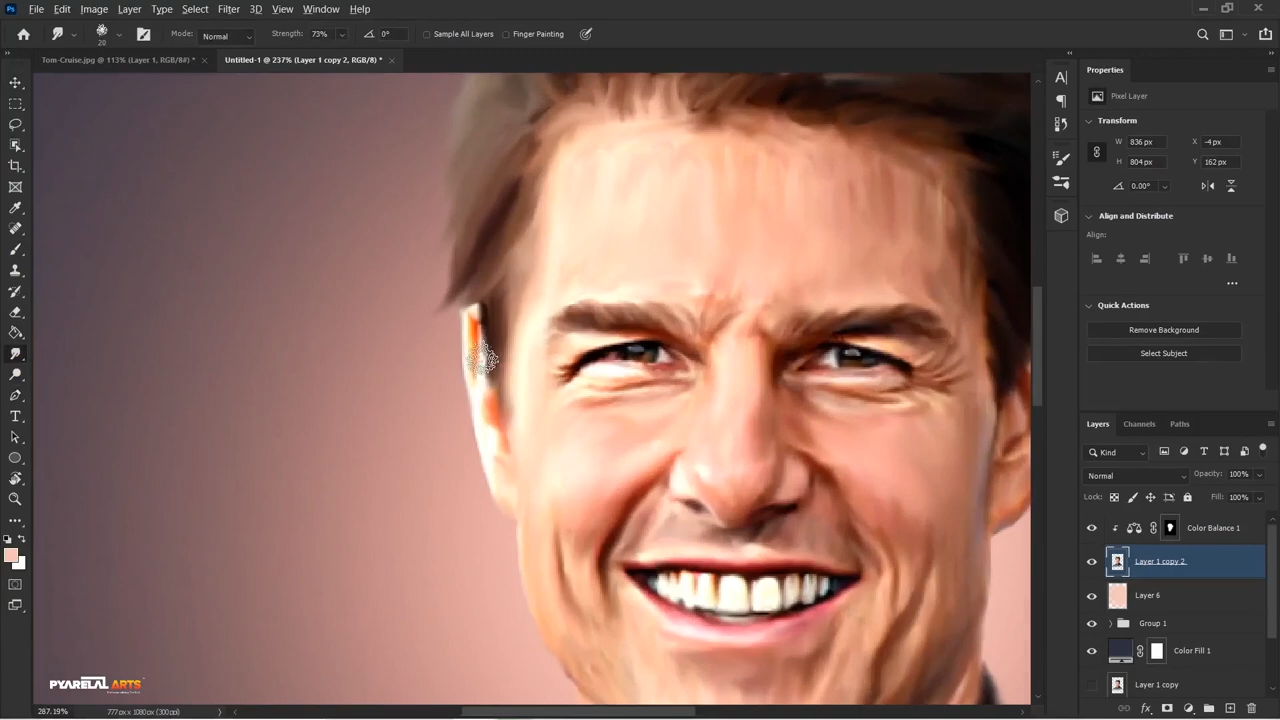 Ps File Edit Image Layer Type Select Filter 3D View Window Help
20 Mode: Normal Strength: 73% 0° Sample All Layers Finger Painting
Tom-Cruise.jpg @ 113% (Layer 1, RGB/8#) * × Untitled-1 @ 237% (Layer 1 copy 2, RGB/8) * ×
Properties
Pixel Layer
Transform
W 836 px X -4 px
H 804 px Y 162 px
0.00°
Align and Distribute
Align:
Quick Actions
Remove Background
Select Subject
Layers Channels Paths
Kind
Normal Opacity: 100%
Lock: Fill: 100%
Color Balance 1
Layer 1 copy 2
Layer 6
Group 1
Color Fill 1
Layer 1 copy
PYARELAL ARTS
287.19% 777 px x 1080 px (300 ppi)